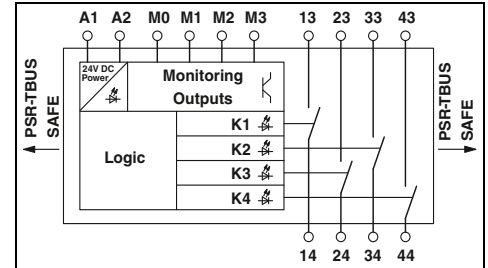 A1 A2 M0 M1 M2 M3 13 23 33 43
PSR-TBUS
SAFE
24V DC
Power
Monitoring
Outputs
Logic
K1
K2
K3
K4
PSR-TBUS
SAFE
14 24 34 44